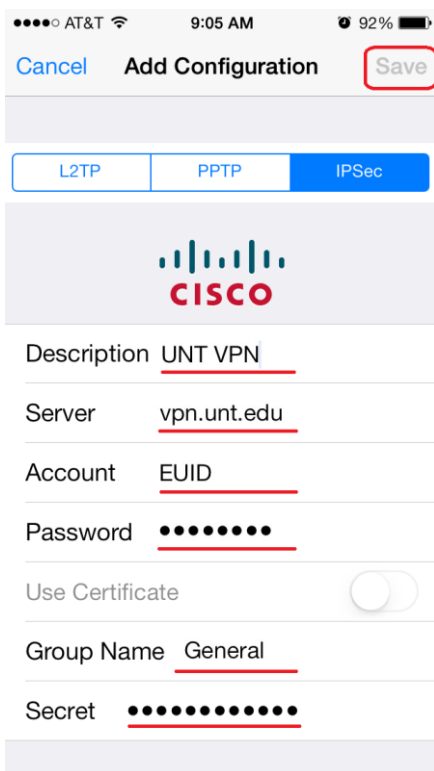 AT&T 9:05 AM 92%
Cancel Add Configuration Save
L2TP PPTP IPSec
CISCO
Description UNT VPN
Server vpn.unt.edu
Account EUID
Password ••••••••
Use Certificate
Group Name General
Secret ••••••••••••